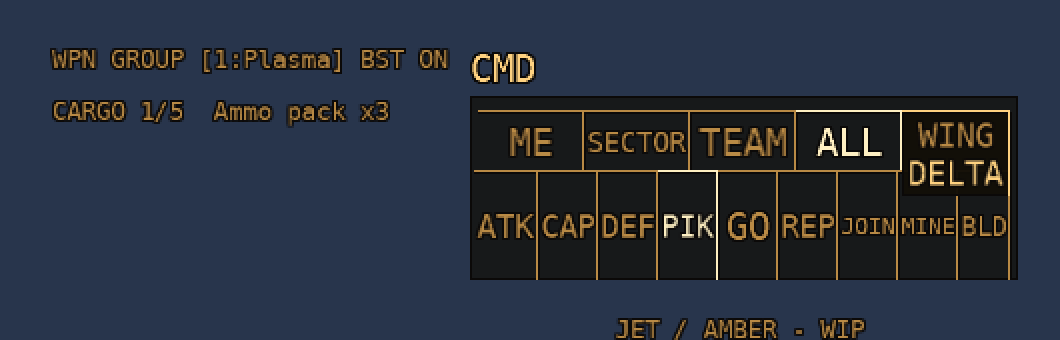 WPN GROUP [1:Plasma] BST ON
CARGO 1/5 Ammo pack x3
CMD
ME SECTOR TEAM ALL WING
DELTA
ATK CAP DEF PIK GO REP JOIN MINE BLD
JET / AMBER - WIP